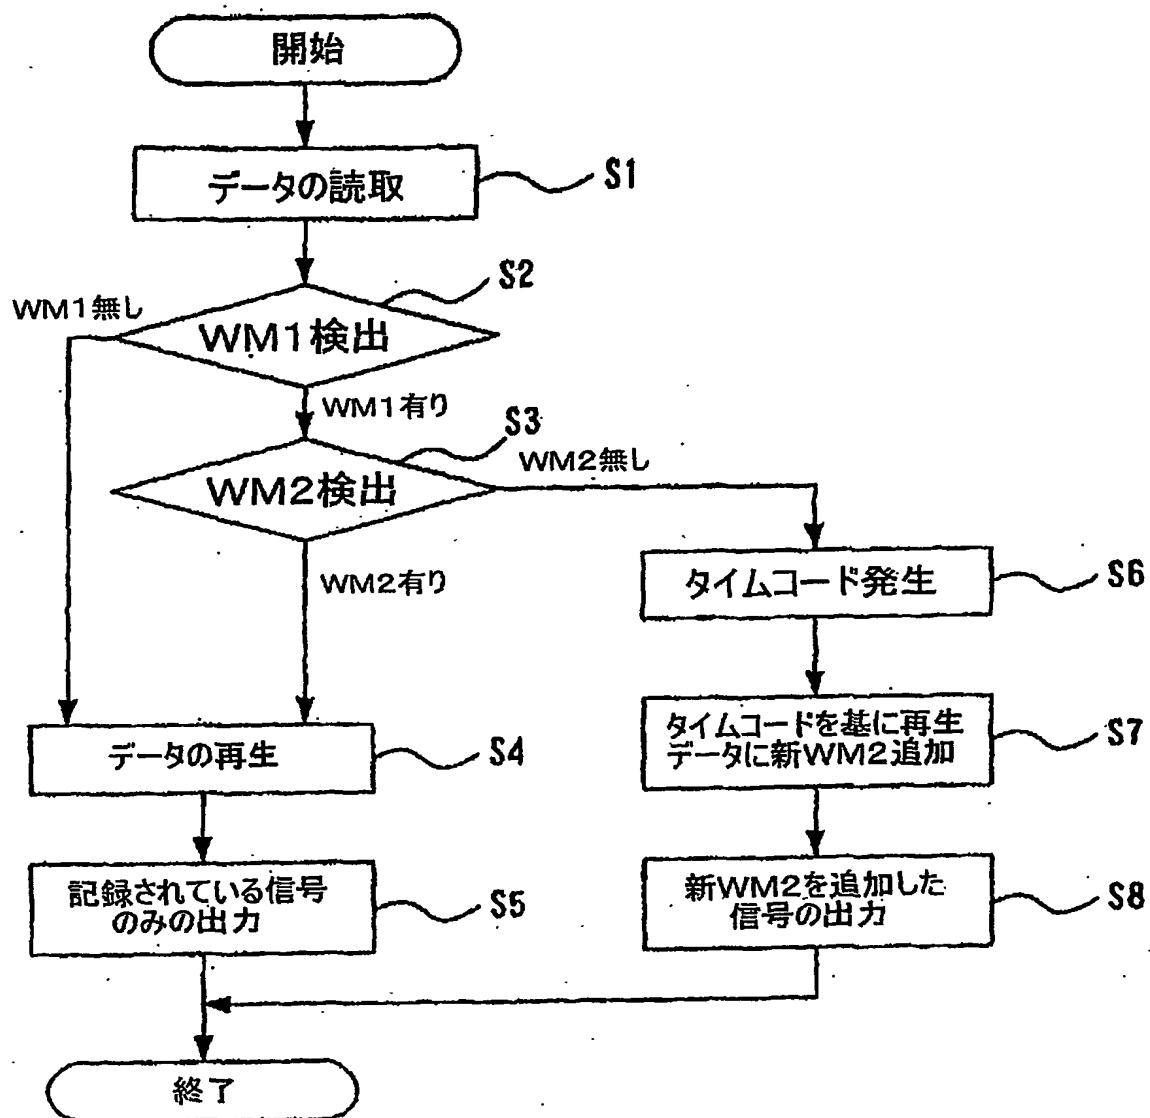 開始
データの読取
S1
S2
WM1無し
WM1検出
WM1有り
S3
WM2無し
WM2検出
WM2有り
タイムコード発生
S6
データの再生
S4
タイムコードを基に再生
データに新WM2追加
S7
記録されている信号
のみの出力
S5
新WM2を追加した
信号の出力
S8
終了